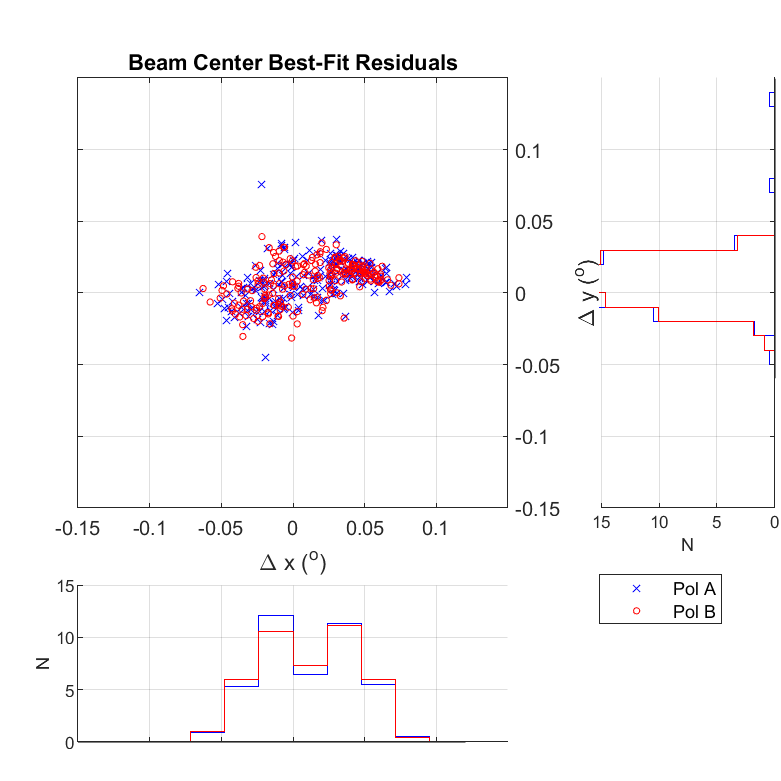 Beam Center Best-Fit Residuals
0.1
0.05
0
-0.05
-0.1
-0.15
Δ y (o)
-0.15 -0.1 -0.05 0 0.05 0.1
Δ x (o)
15 10 5 0
N
Pol A
Pol B
15
10
5
0
N